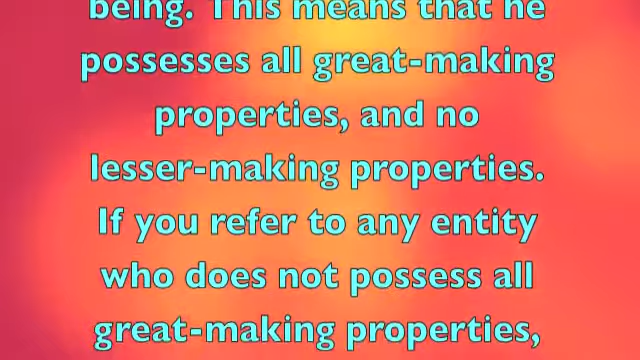 being. This means that he
possesses all great-making
properties, and no
lesser-making properties.
If you refer to any entity
who does not possess all
great-making properties,